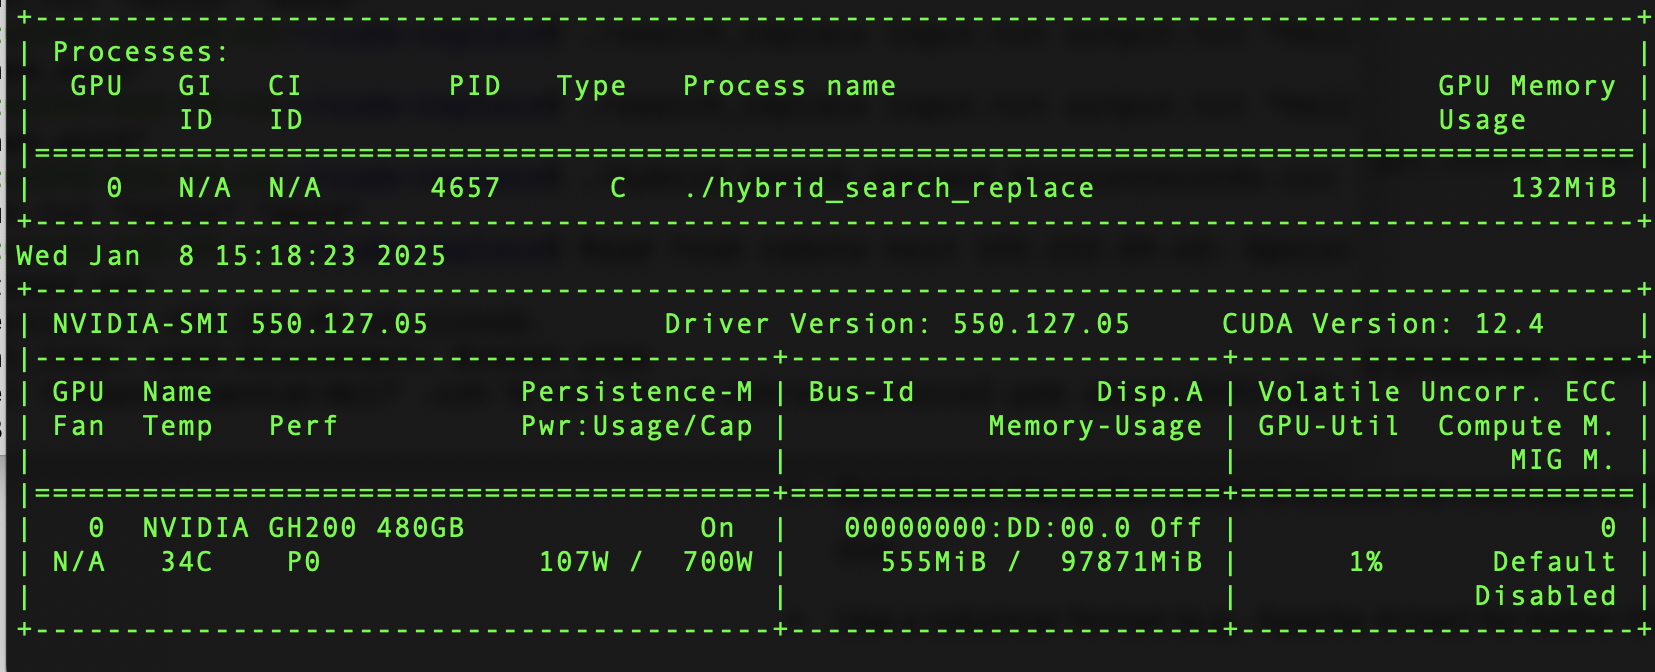 +-----------------------------------------------------------------------------------------+
| Processes:                                                                              |
|  GPU   GI   CI        PID   Type   Process name                              GPU Memory |
|        ID   ID                                                               Usage      |
|=========================================================================================|
|    0   N/A  N/A      4657      C   ./hybrid_search_replace                       132MiB |
+-----------------------------------------------------------------------------------------+
Wed Jan  8 15:18:23 2025
+-----------------------------------------------------------------------------------------+
| NVIDIA-SMI 550.127.05             Driver Version: 550.127.05     CUDA Version: 12.4     |
|-----------------------------------------+------------------------+----------------------+
| GPU  Name                 Persistence-M | Bus-Id          Disp.A | Volatile Uncorr. ECC |
| Fan  Temp   Perf          Pwr:Usage/Cap |           Memory-Usage | GPU-Util  Compute M. |
|                                         |                        |               MIG M. |
|=========================================+========================+======================|
|   0  NVIDIA GH200 480GB             On  |   00000000:DD:00.0 Off |                    0 |
| N/A   34C    P0            107W /  700W |     555MiB /  97871MiB |      1%      Default |
|                                         |                        |             Disabled |
+-----------------------------------------+------------------------+----------------------+